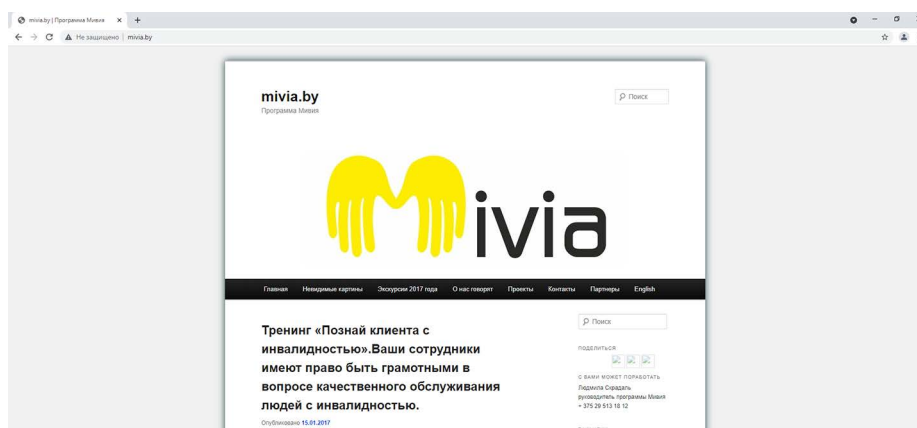 mivia.by | Программа Мивия
Не защищено | mivia.by
mivia.by
Программа Мивия
Поиск
Mivia
Главная Невидимые картины Экскурсии 2017 года О нас говорят Проекты Контакты Партнеры English
Тренинг «Познай клиента с
инвалидностью».Ваши сотрудники
имеют право быть грамотными в
вопросе качественного обслуживания
людей с инвалидностью.
Опубликовано 15.01.2017
Поиск
ПОДЕЛИТЬСЯ
С ВАМИ МОЖЕТ ПОРАБОТАТЬ
Людмила Скрадаль
руководитель программы Мивия
+ 375 29 513 18 12